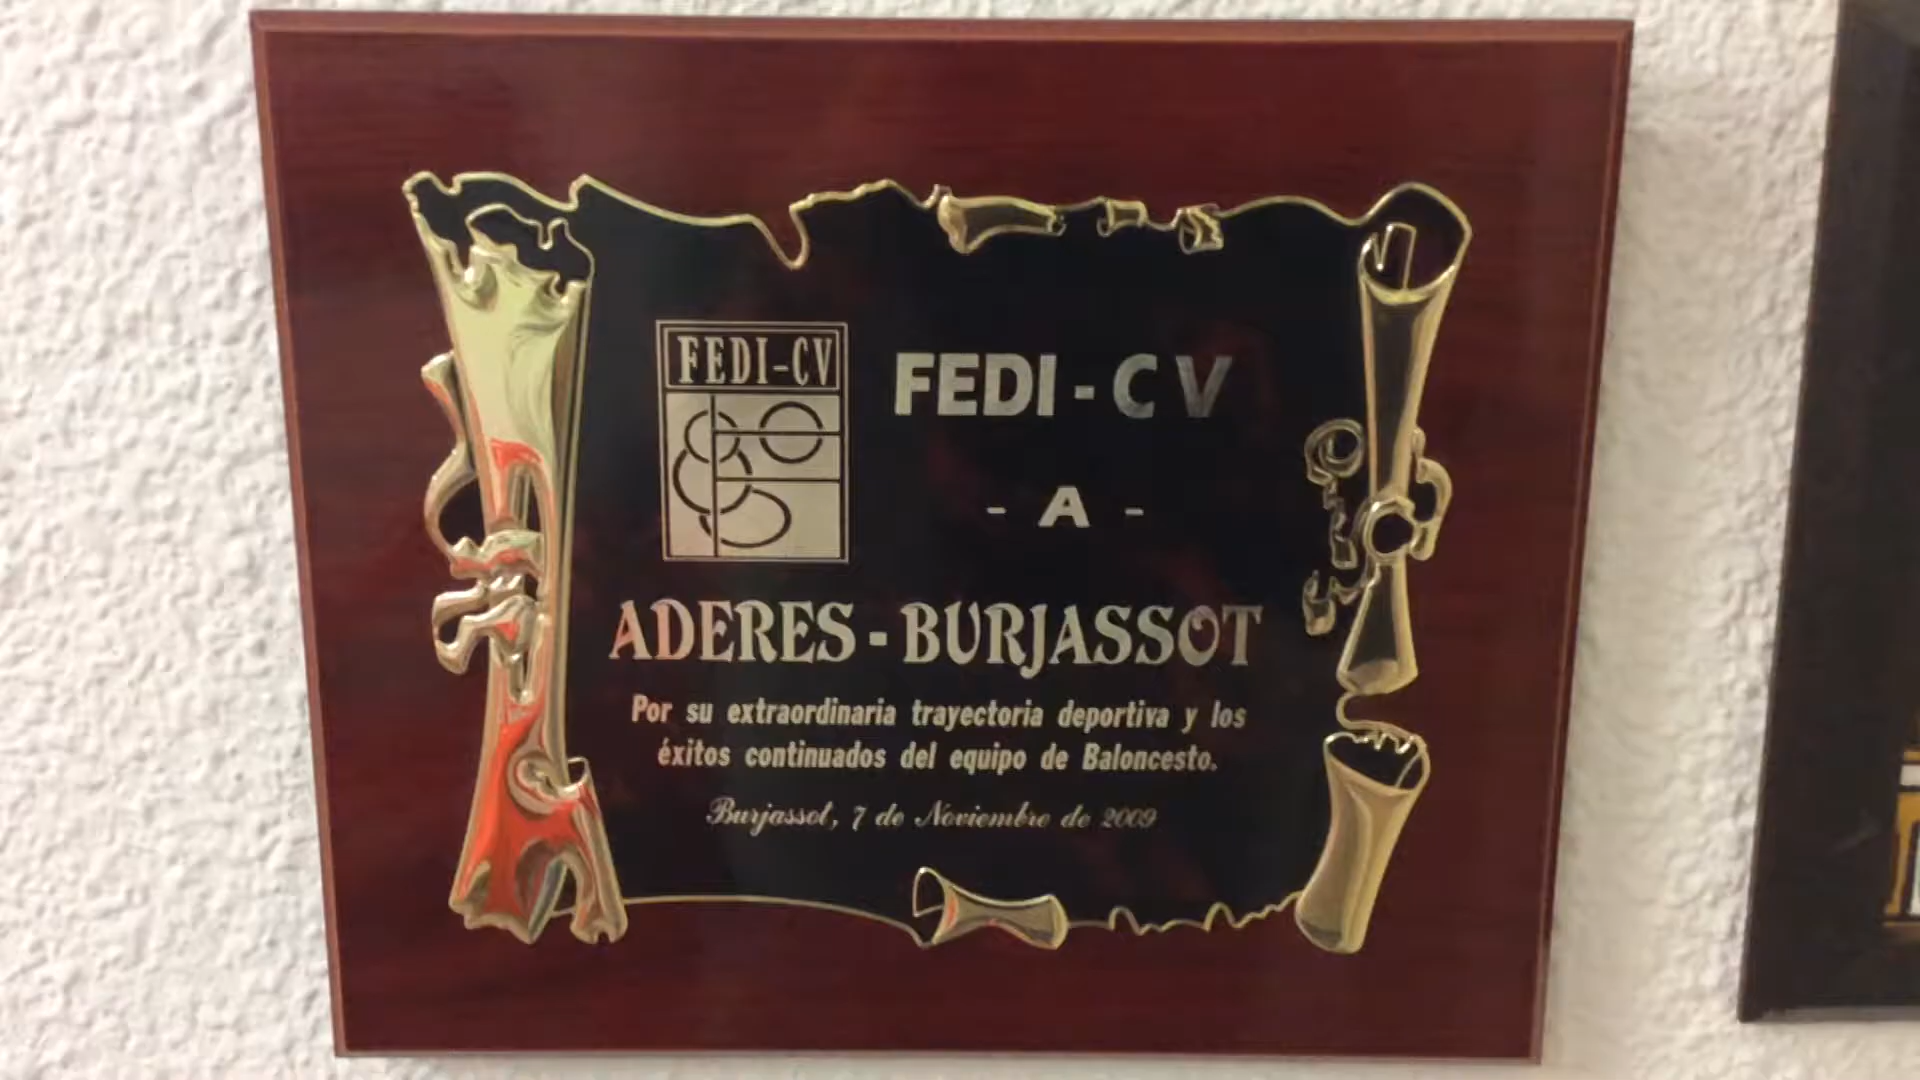 FEDI-CV
FEDI - CV
- A -
ADERES - BURJASSOT
Por su extraordinaria trayectoria deportiva y los
éxitos continuados del equipo de Baloncesto.
Burjassot, 7 de Noviembre de 2009